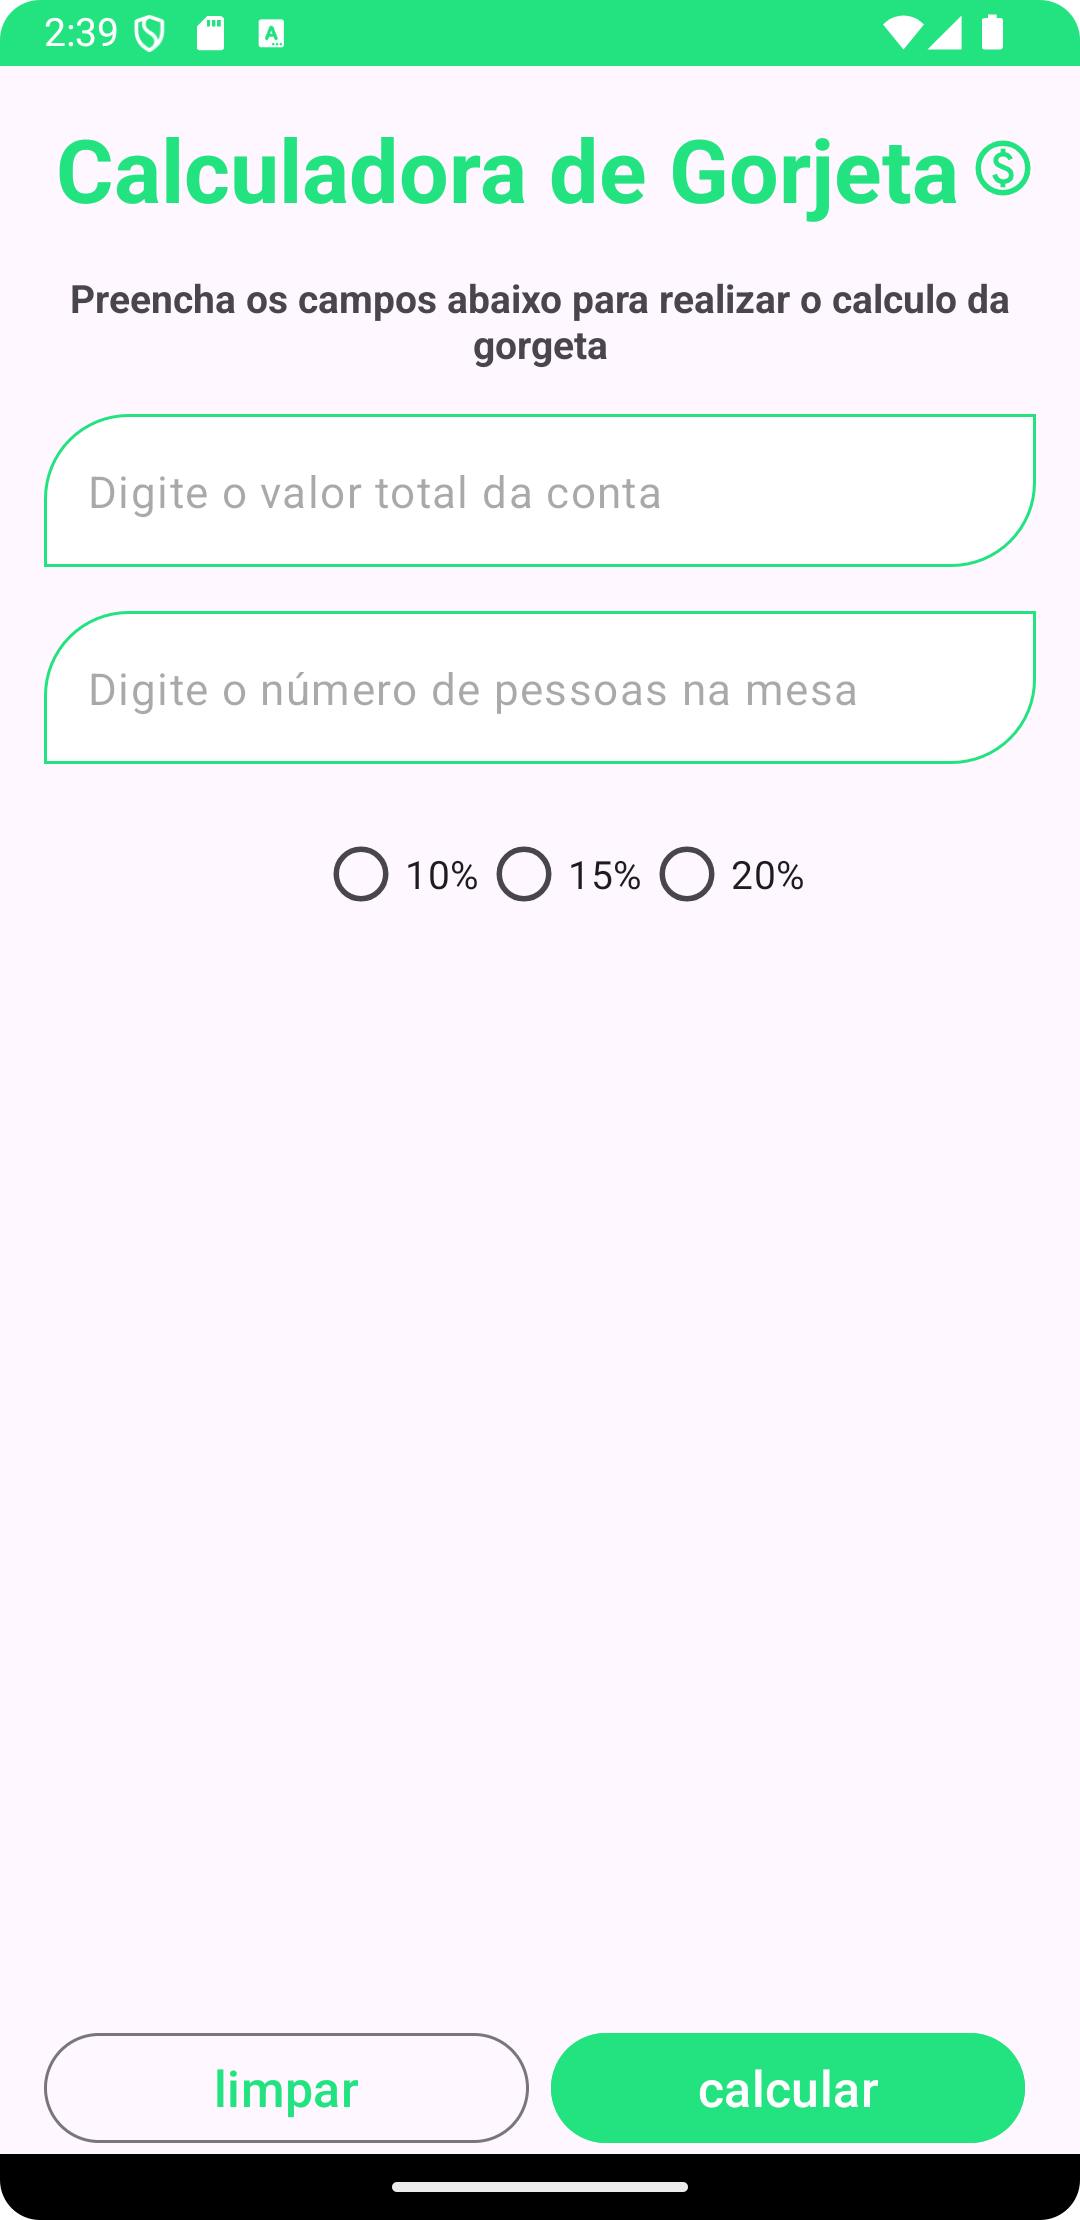 2:39
Calculadora de Gorjeta
Preencha os campos abaixo para realizar o calculo da
gorgeta
Digite o valor total da conta
Digite o número de pessoas na mesa
10% 15% 20%
limpar calcular